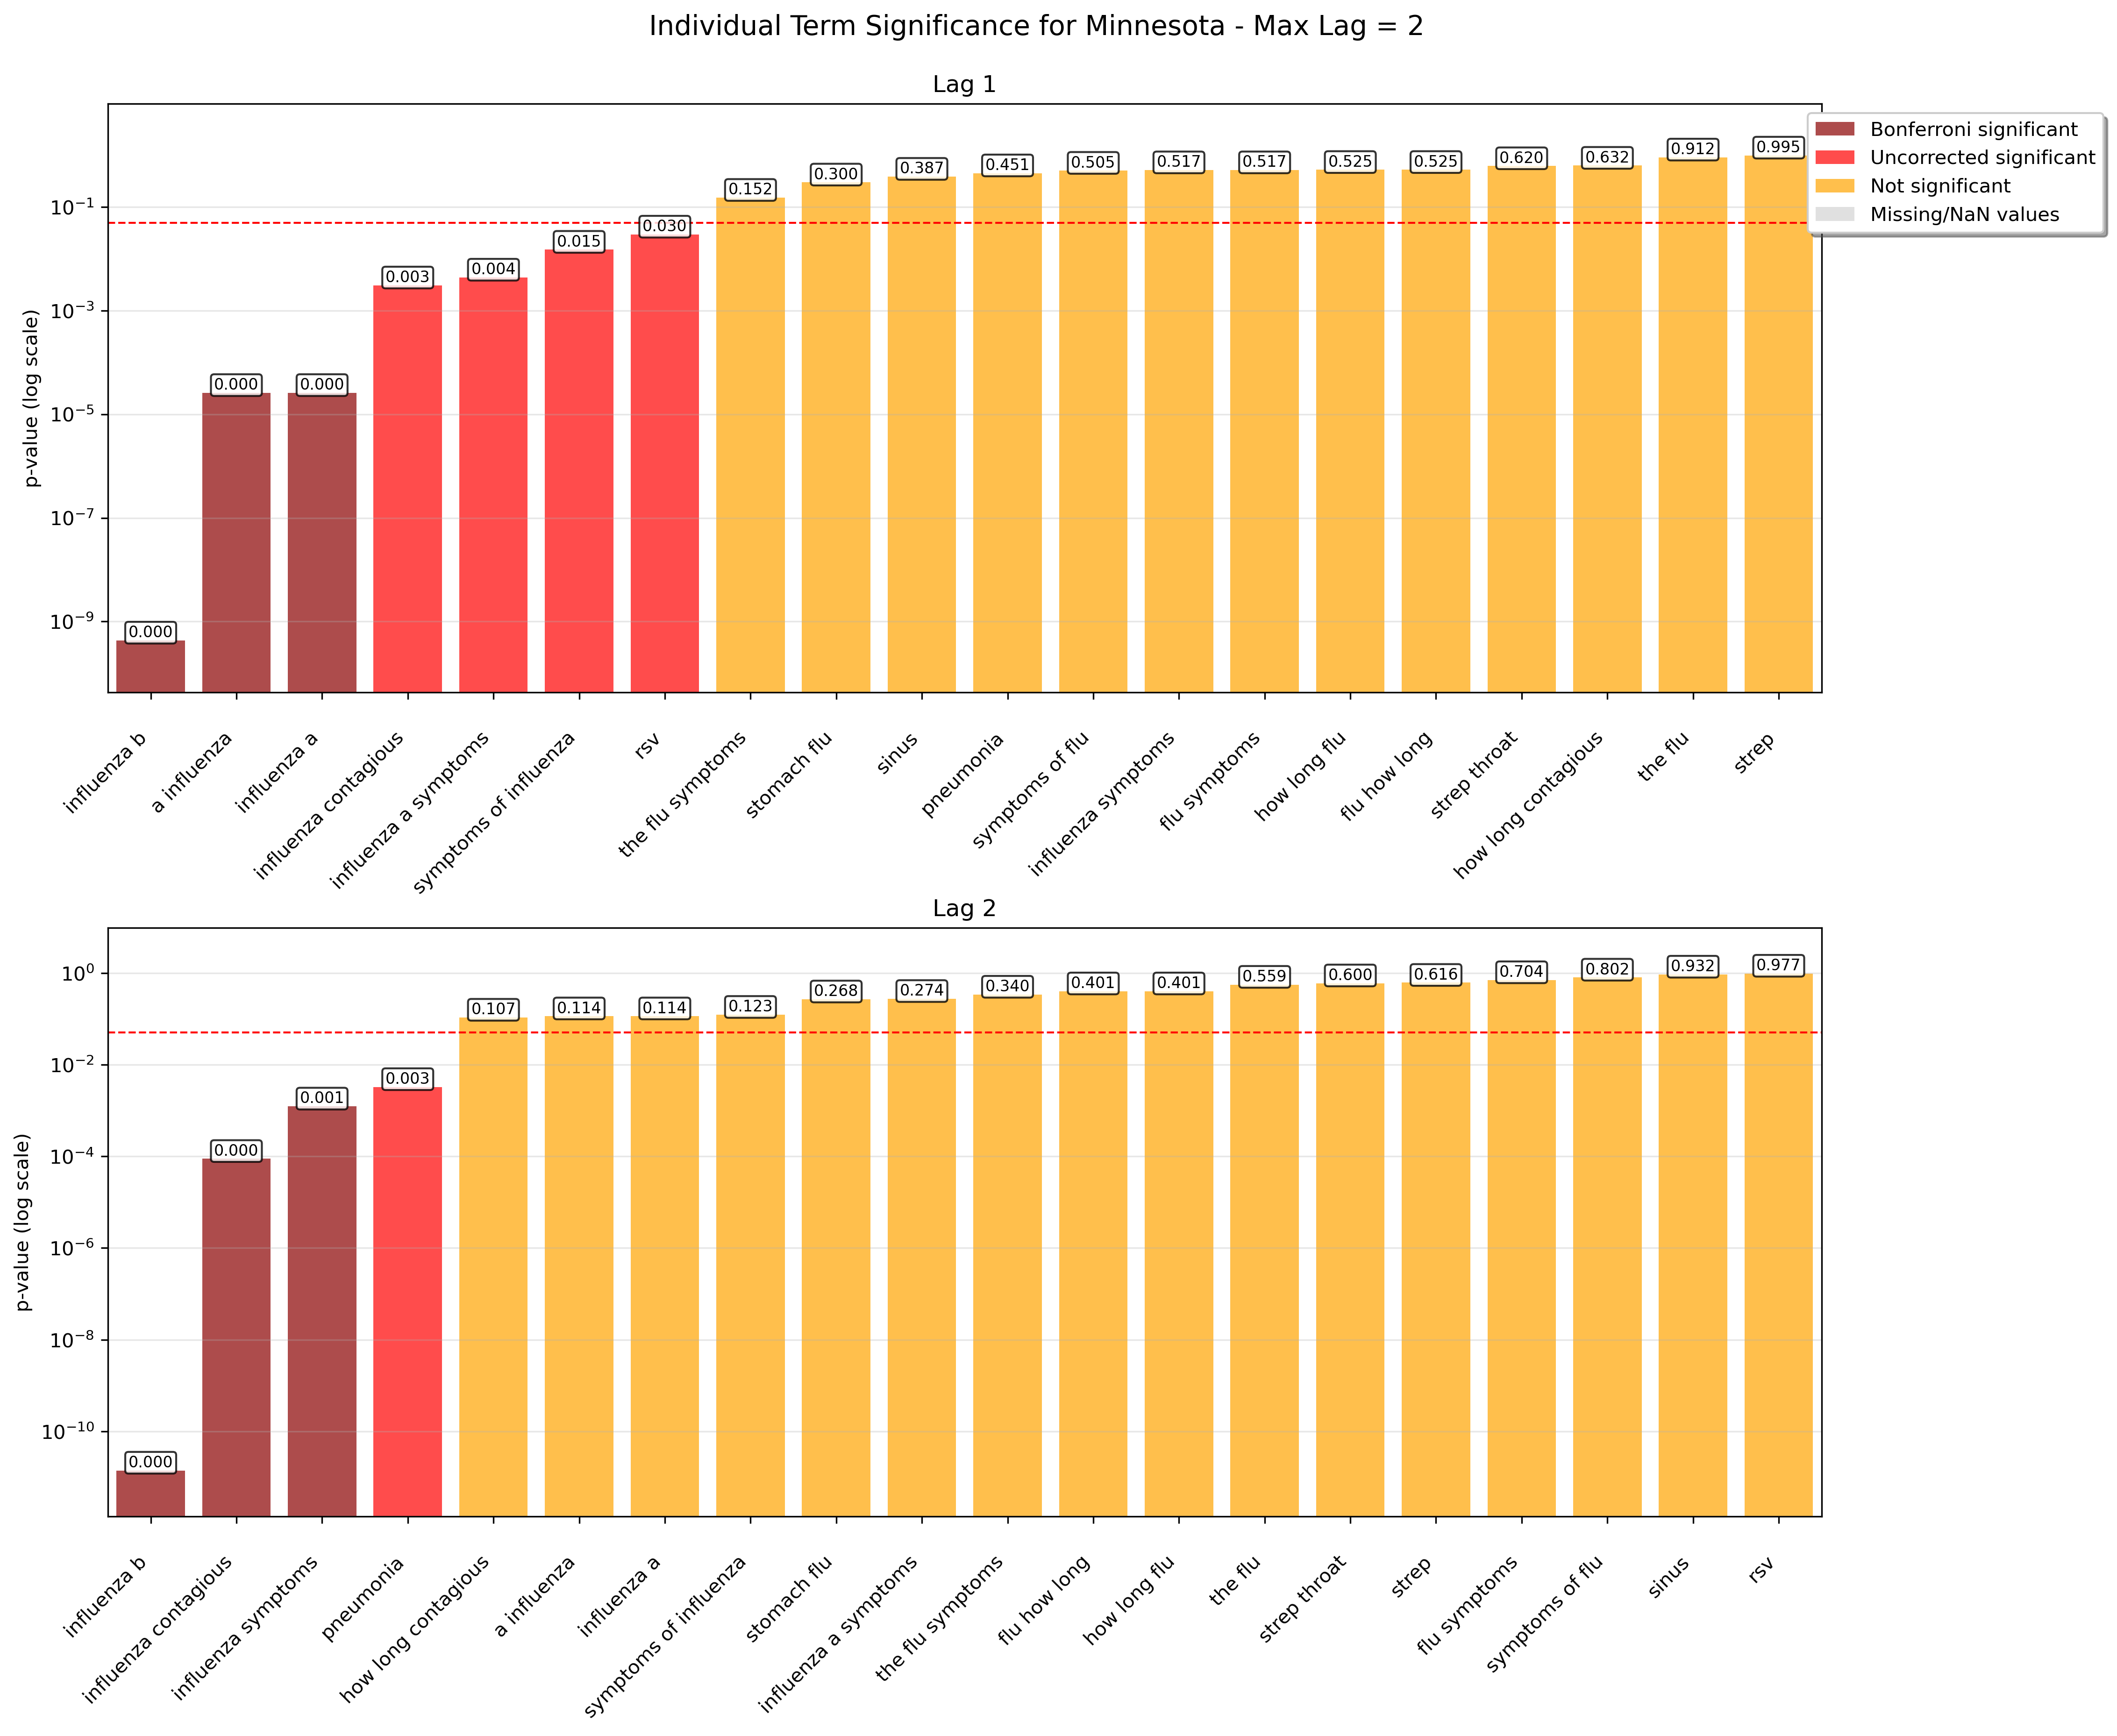 Individual Term Significance for Minnesota - Max Lag = 2
Lag 1
Bonferroni significant
Uncorrected significant
Not significant
Missing/NaN values
p-value (log scale)
10⁻¹
10⁻³
10⁻⁵
10⁻⁷
10⁻⁹
0.000
0.000
0.000
0.003
0.004
0.015
0.030
0.152
0.300
0.387
0.451
0.505
0.517
0.517
0.525
0.525
0.620
0.632
0.912
0.995
influenza b
a influenza
influenza a
influenza contagious
influenza a symptoms
symptoms of influenza
rsv
the flu symptoms
stomach flu
sinus
pneumonia
symptoms of flu
influenza symptoms
flu symptoms
how long flu
flu how long
strep throat
how long contagious
the flu
strep
Lag 2
p-value (log scale)
10⁰
10⁻²
10⁻⁴
10⁻⁶
10⁻⁸
10⁻¹⁰
0.000
0.000
0.001
0.003
0.107
0.114
0.114
0.123
0.268
0.274
0.340
0.401
0.401
0.559
0.600
0.616
0.704
0.802
0.932
0.977
influenza b
influenza contagious
influenza symptoms
pneumonia
how long contagious
a influenza
influenza a
symptoms of influenza
stomach flu
influenza a symptoms
the flu symptoms
flu how long
how long flu
the flu
strep throat
strep
flu symptoms
symptoms of flu
sinus
rsv